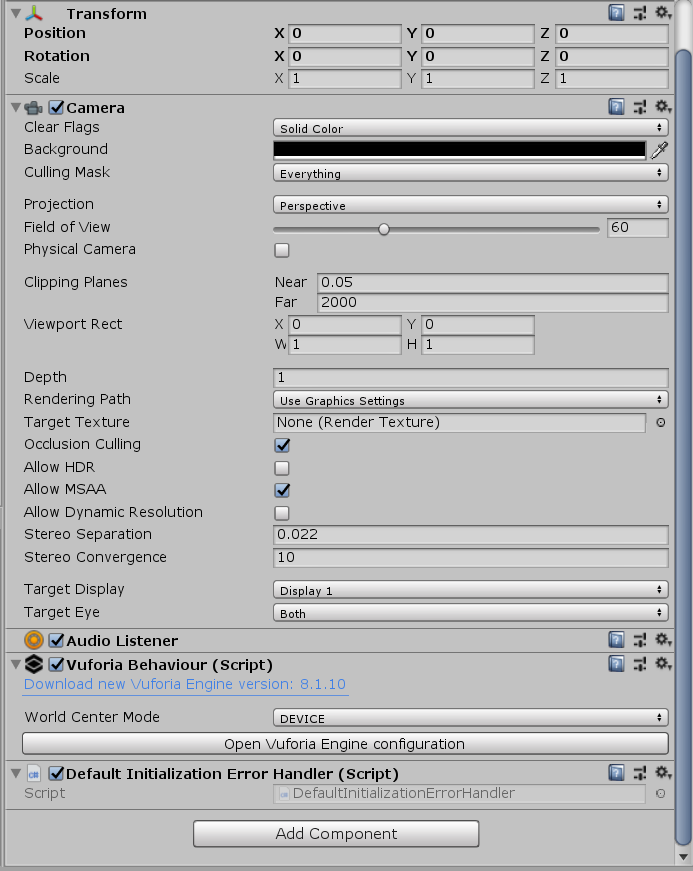 Transform
Position X 0 Y 0 Z 0
Rotation X 0 Y 0 Z 0
Scale X 1 Y 1 Z 1
Camera
Clear Flags Solid Color
Background
Culling Mask Everything
Projection Perspective
Field of View 60
Physical Camera
Clipping Planes Near 0.05
Far 2000
Viewport Rect X 0 Y 0
W 1 H 1
Depth 1
Rendering Path Use Graphics Settings
Target Texture None (Render Texture)
Occlusion Culling
Allow HDR
Allow MSAA
Allow Dynamic Resolution
Stereo Separation 0.022
Stereo Convergence 10
Target Display Display 1
Target Eye Both
Audio Listener
Vuforia Behaviour (Script)
Download new Vuforia Engine version: 8.1.10
World Center Mode DEVICE
Open Vuforia Engine configuration
c# Default Initialization Error Handler (Script)
Script DefaultInitializationErrorHandler
Add Component